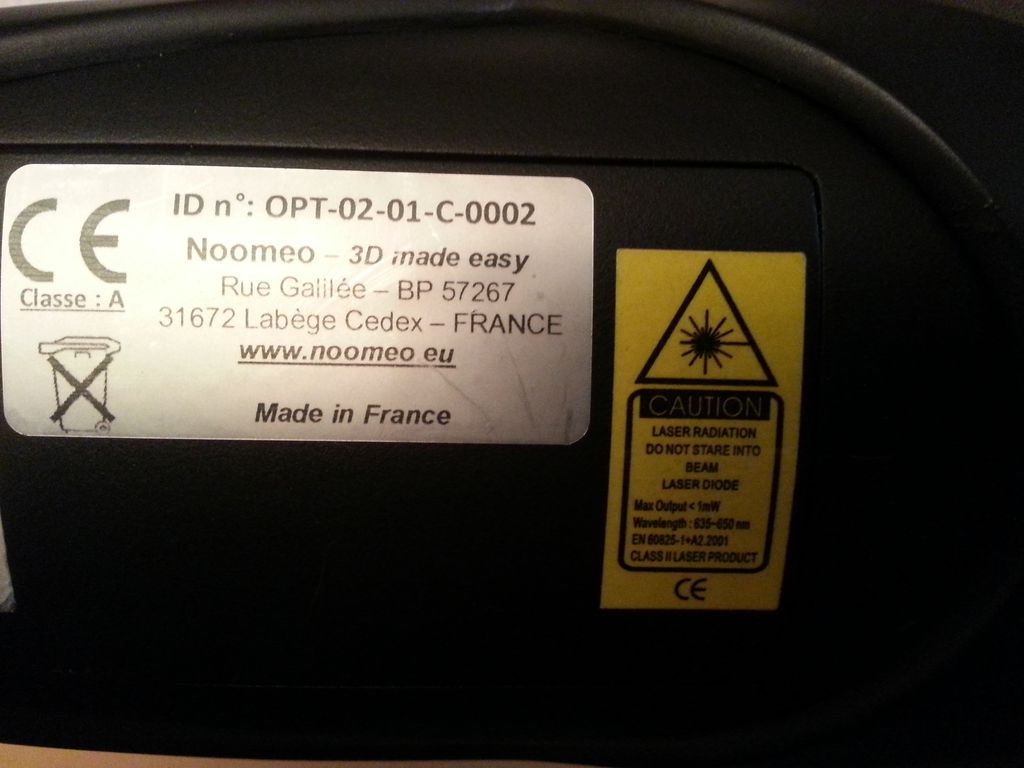 CE
Classe : A
ID n°: OPT-02-01-C-0002
Noomeo – 3D made easy
Rue Galilée – BP 57267
31672 Labège Cedex – FRANCE
www.noomeo.eu
Made in France
CAUTION
LASER RADIATION
DO NOT STARE INTO
BEAM
LASER DIODE
Max Output < 1mW
Wavelength : 635~650 nm
EN 60825-1+A2.2001
CLASS II LASER PRODUCT
CE